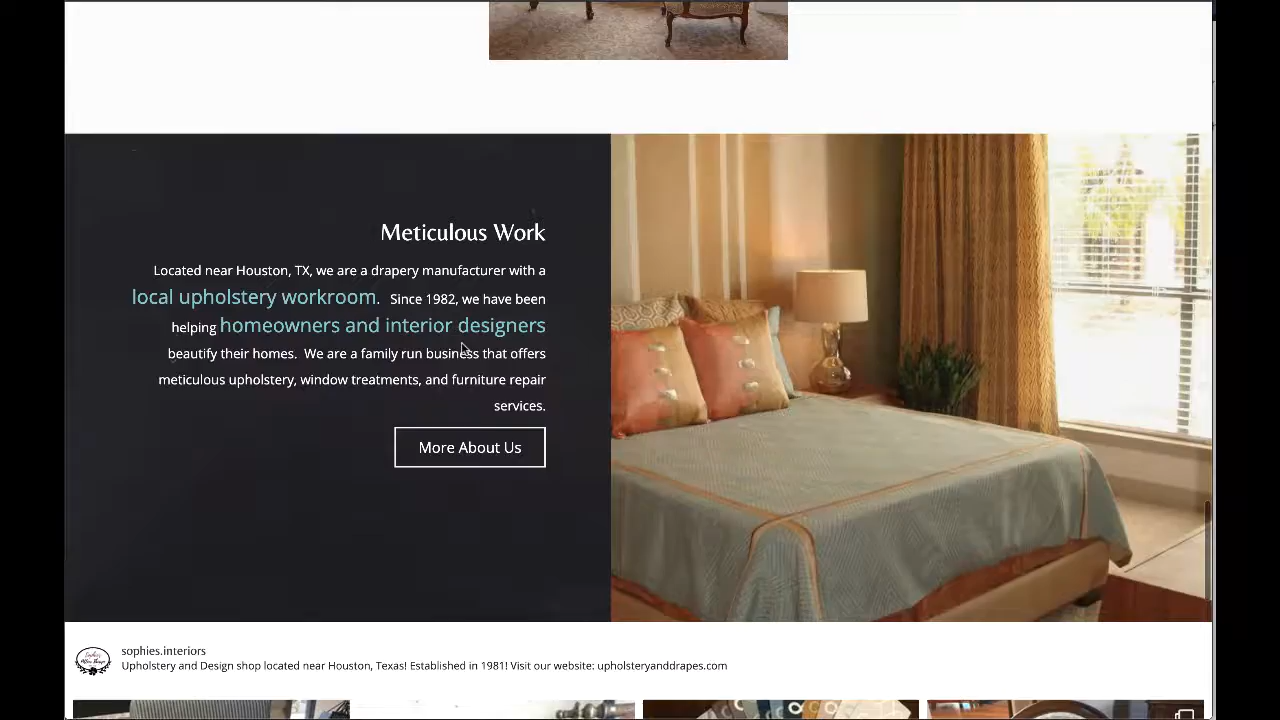 Meticulous Work
Located near Houston, TX, we are a drapery manufacturer with a
local upholstery workroom. Since 1982, we have been
helping homeowners and interior designers
beautify their homes. We are a family run business that offers
meticulous upholstery, window treatments, and furniture repair
services.
More About Us
sophies.interiors
Upholstery and Design shop located near Houston, Texas! Established in 1981! Visit our website: upholsteryanddrapes.com